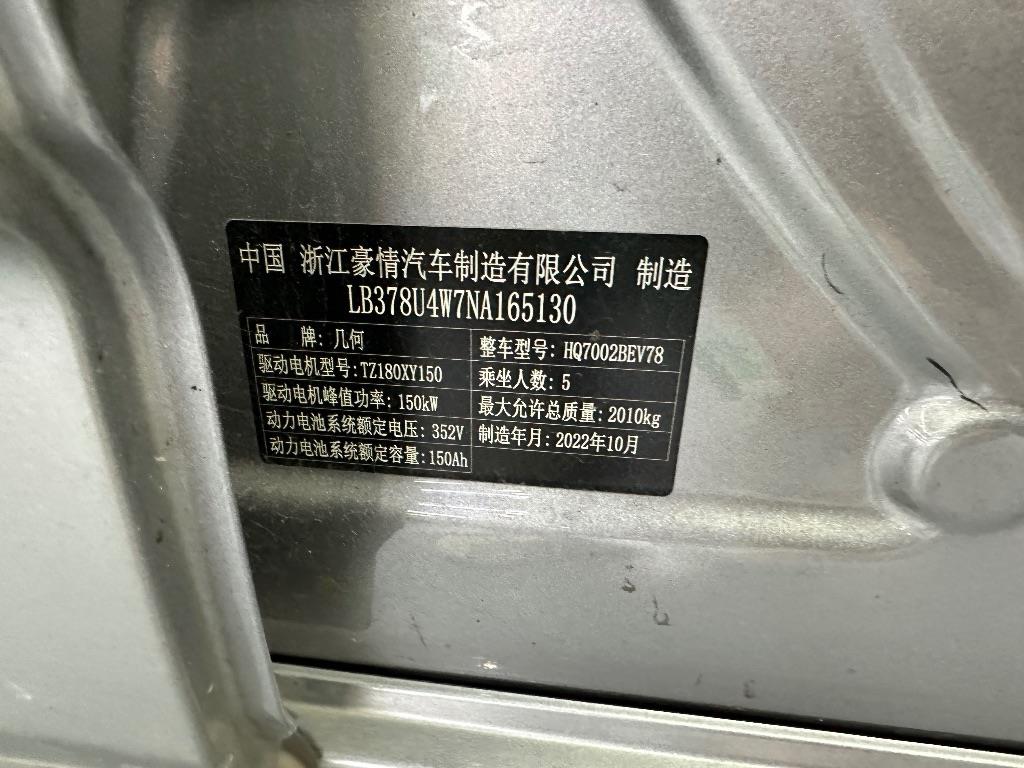 中国 浙江豪情汽车制造有限公司 制造
LB378U4W7NA165130
品 牌: 几何
驱动电机型号: TZ180XY150
驱动电机峰值功率: 150kW
动力电池系统额定电压: 352V
动力电池系统额定容量: 150Ah
整车型号: HQ7002BEV78
乘坐人数: 5
最大允许总质量: 2010kg
制造年月: 2022年10月